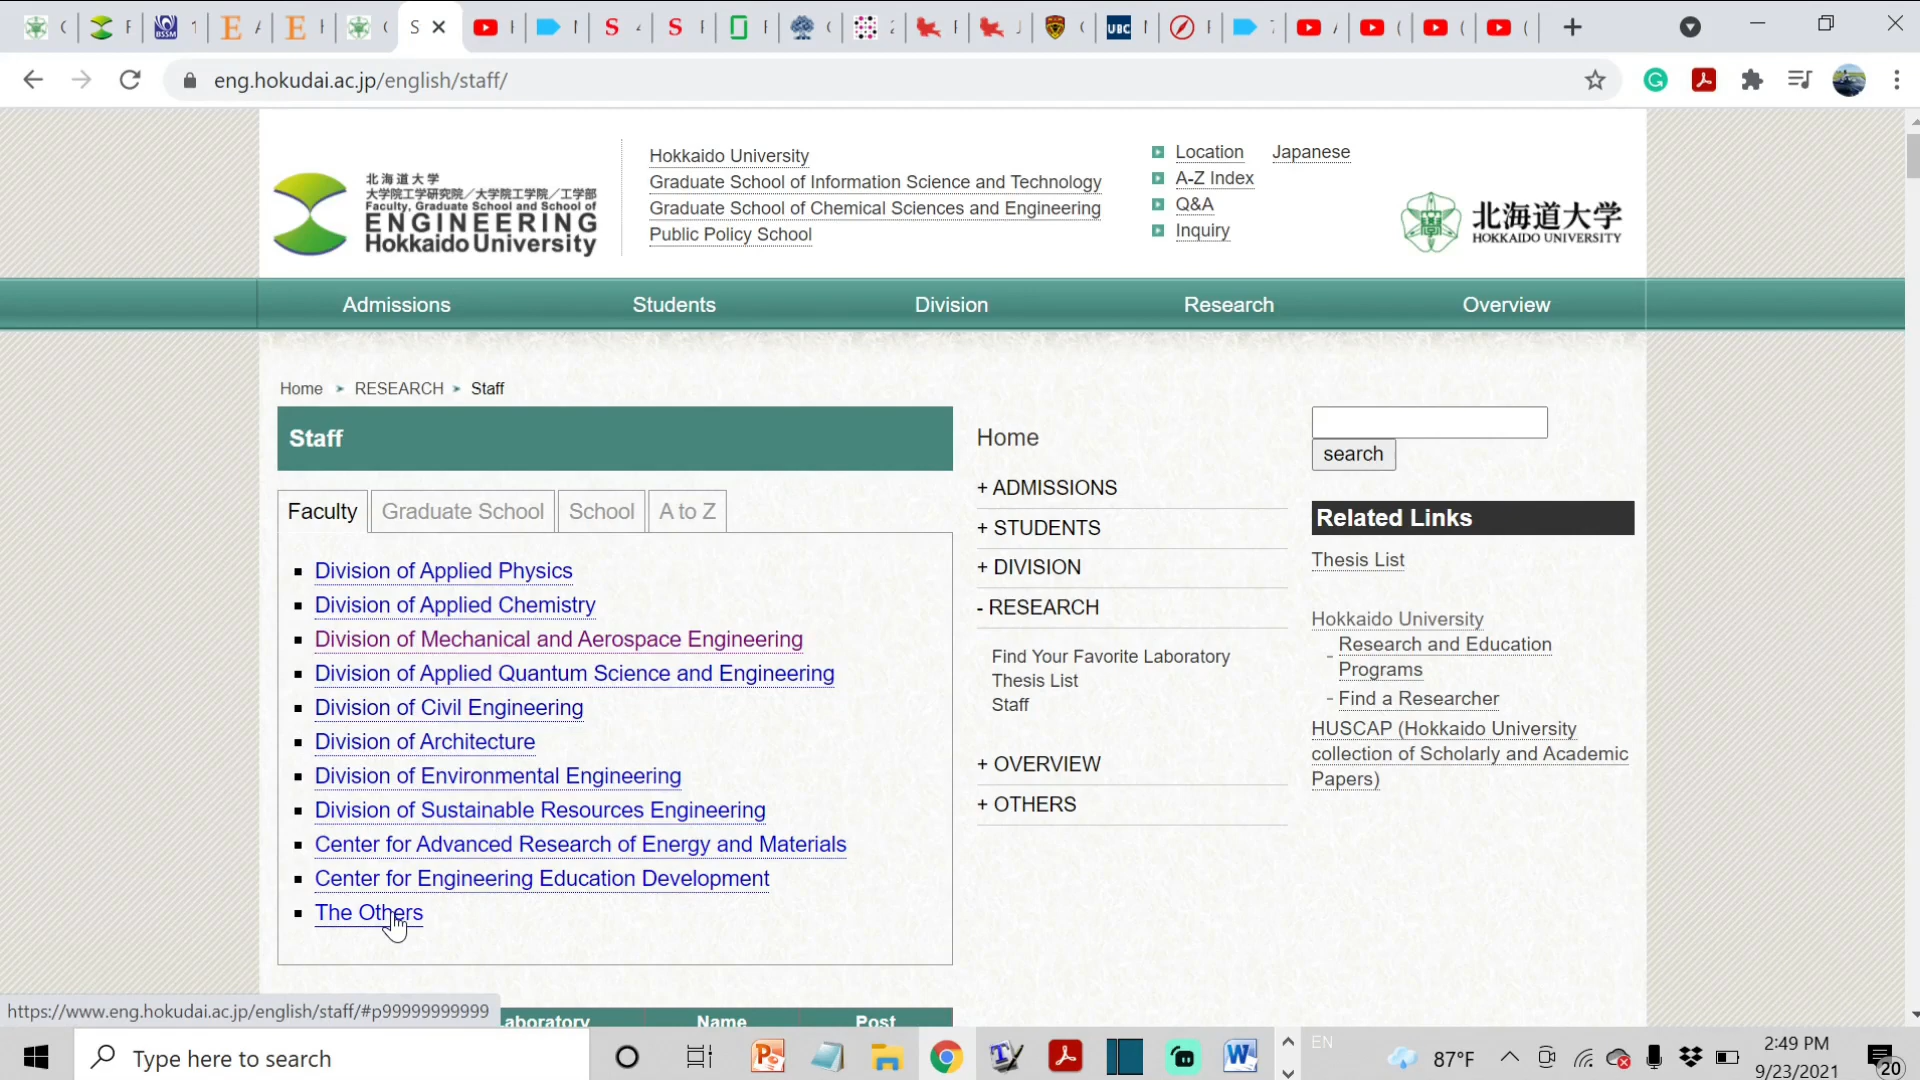 eng.hokudai.ac.jp/english/staff/
北海道大学
大学院工学研究院/大学院工学院/工学部
Faculty, Graduate School and School of
ENGINEERING
Hokkaido University
Hokkaido University
Graduate School of Information Science and Technology
Graduate School of Chemical Sciences and Engineering
Public Policy School
Location Japanese
A-Z Index
Q&A
Inquiry
北海道大学
HOKKAIDO UNIVERSITY
Admissions Students Division Research Overview
Home RESEARCH Staff
Staff
Faculty Graduate School School A to Z
Division of Applied Physics
Division of Applied Chemistry
Division of Mechanical and Aerospace Engineering
Division of Applied Quantum Science and Engineering
Division of Civil Engineering
Division of Architecture
Division of Environmental Engineering
Division of Sustainable Resources Engineering
Center for Advanced Research of Energy and Materials
Center for Engineering Education Development
The Others
Home
+ ADMISSIONS
+ STUDENTS
+ DIVISION
- RESEARCH
Find Your Favorite Laboratory
Thesis List
Staff
+ OVERVIEW
+ OTHERS
search
Related Links
Thesis List
Hokkaido University
- Research and Education
Programs
- Find a Researcher
HUSCAP (Hokkaido University
collection of Scholarly and Academic
Papers)
https://www.eng.hokudai.ac.jp/english/staff/#p99999999999
aboratory Name Post
Type here to search
EN
87°F
2:49 PM
9/23/2021
20